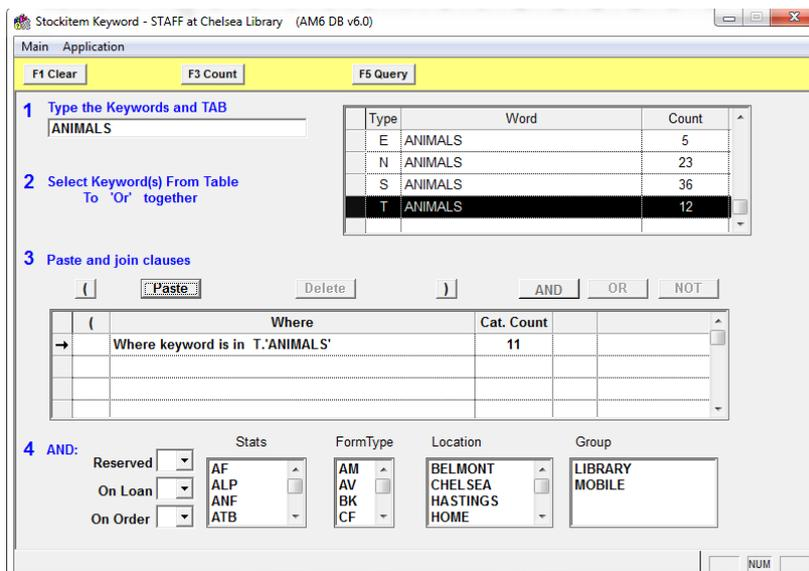 Stockitem Keyword - STAFF at Chelsea Library (AM6 DB v6.0)
Main Application
F1 Clear F3 Count F5 Query
1 Type the Keywords and TAB
ANIMALS
Type Word Count
E ANIMALS 5
N ANIMALS 23
S ANIMALS 36
T ANIMALS 12
2 Select Keyword(s) From Table
To 'Or' together
3 Paste and join clauses
( Paste Delete ) AND OR NOT
( Where Cat. Count
Where keyword is in T.'ANIMALS' 11
4 AND:
Reserved
On Loan
On Order
Stats
AF
ALP
ANF
ATB
FormType
AM
AV
BK
CF
Location
BELMONT
CHELSEA
HASTINGS
HOME
Group
LIBRARY
MOBILE
NUM